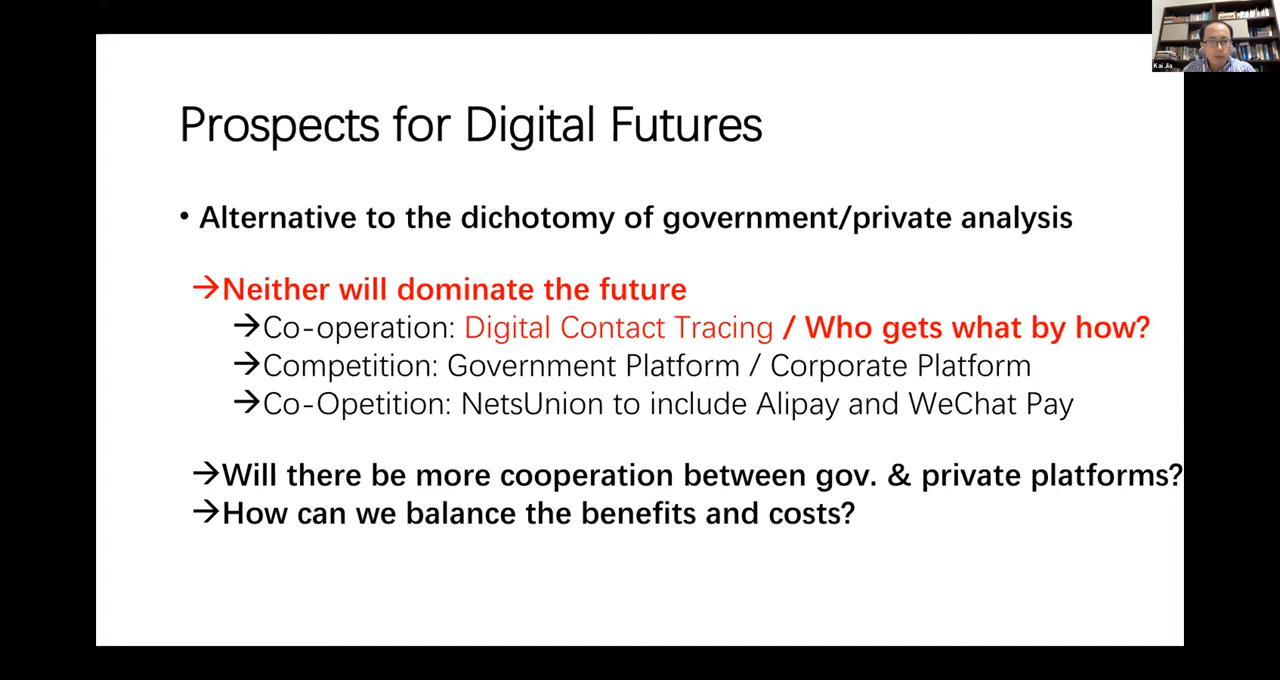 Kai Jia
Prospects for Digital Futures
• Alternative to the dichotomy of government/private analysis
→Neither will dominate the future
→Co-operation: Digital Contact Tracing / Who gets what by how?
→Competition: Government Platform / Corporate Platform
→Co-Opetition: NetsUnion to include Alipay and WeChat Pay
→Will there be more cooperation between gov. & private platforms?
→How can we balance the benefits and costs?